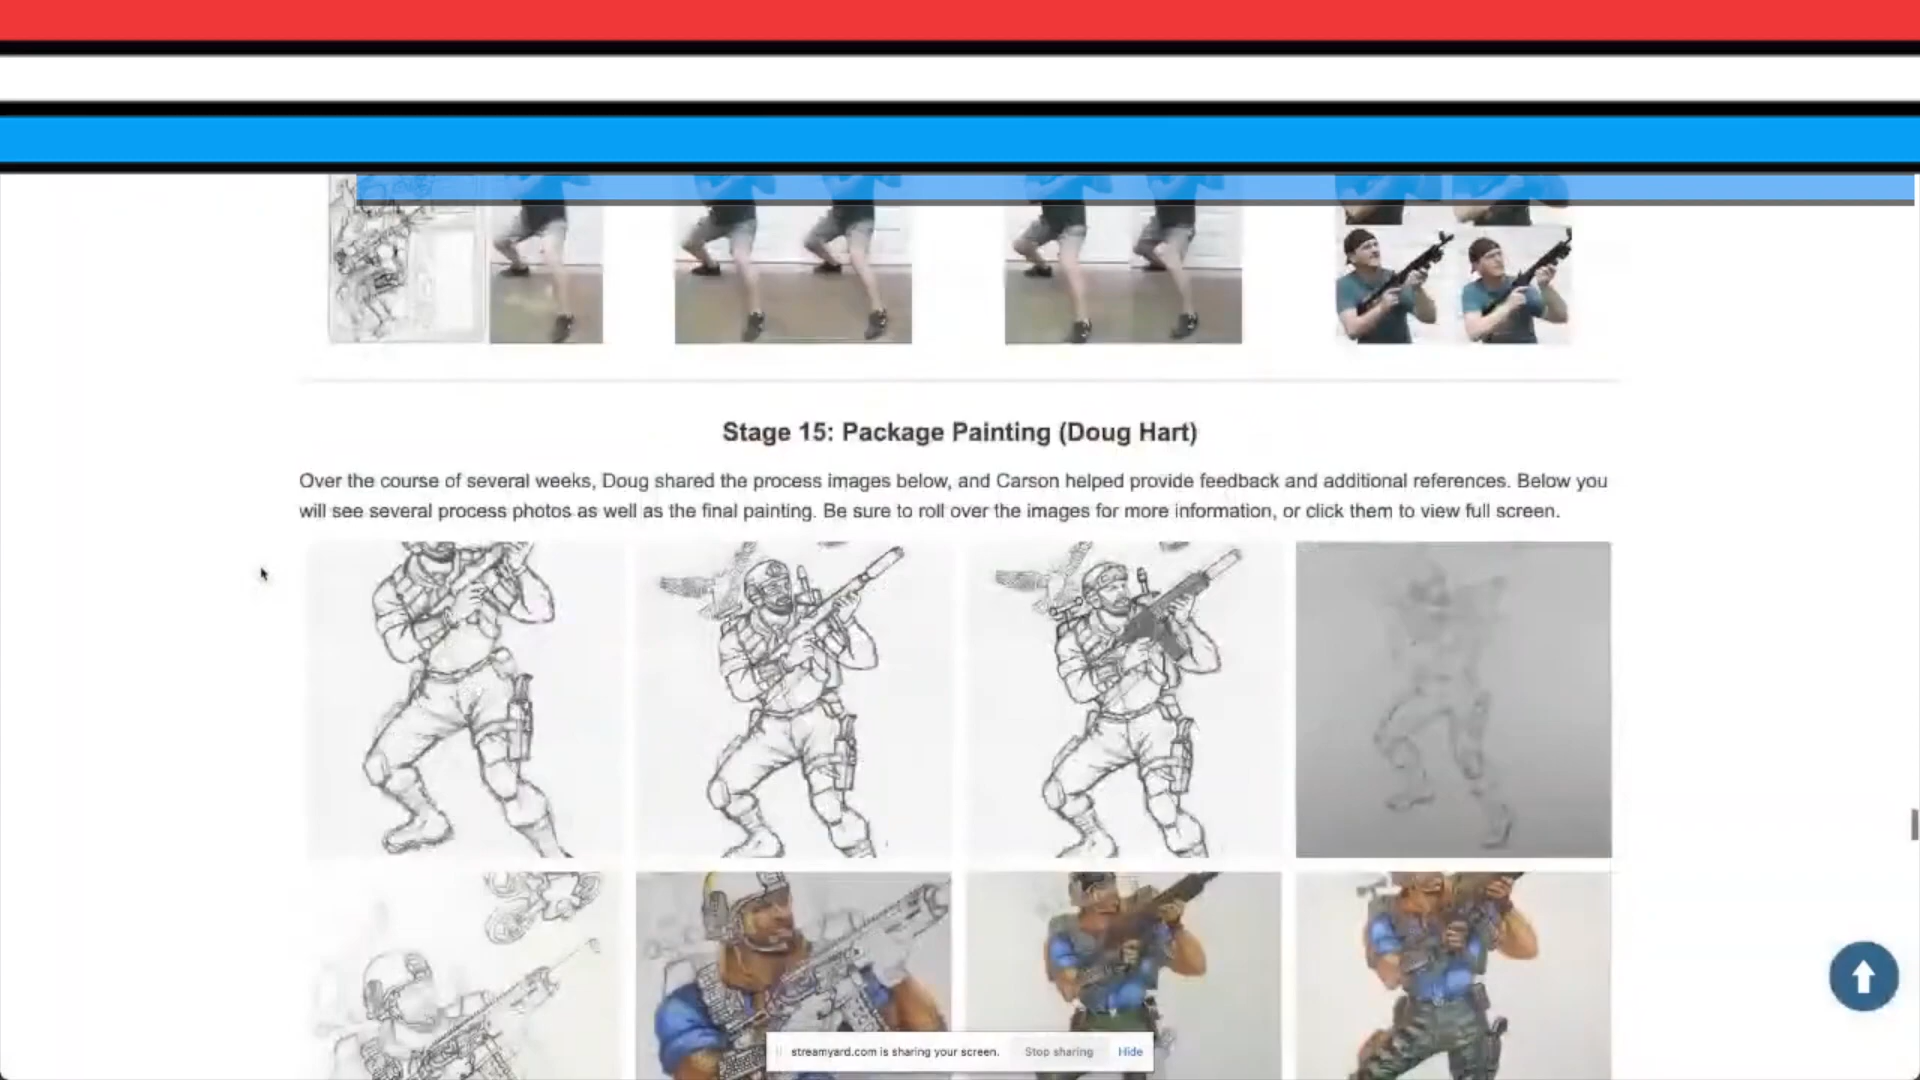 Stage 15: Package Painting (Doug Hart)
Over the course of several weeks, Doug shared the process images below, and Carson helped provide feedback and additional references. Below you
will see several process photos as well as the final painting. Be sure to roll over the images for more information, or click them to view full screen.
streamyard.com is sharing your screen. Stop sharing Hide